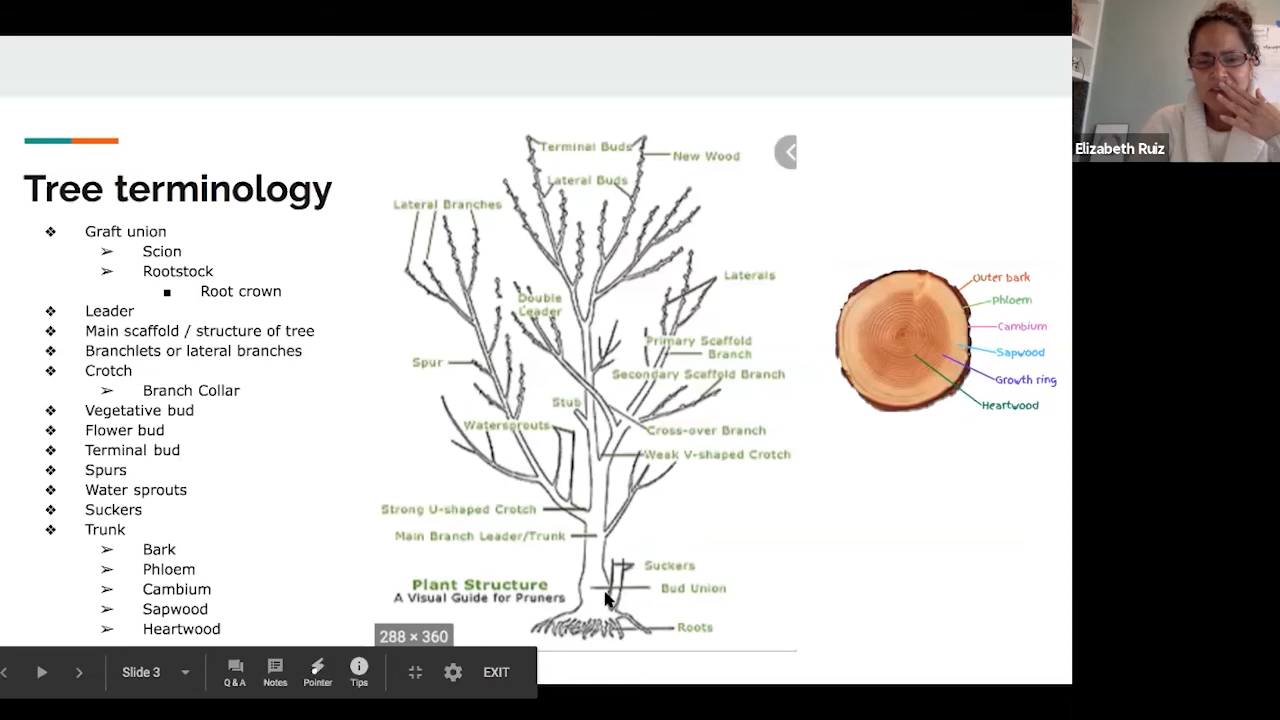 Tree terminology
❖ Graft union
➢ Scion
➢ Rootstock
■ Root crown
❖ Leader
❖ Main scaffold / structure of tree
❖ Branchlets or lateral branches
❖ Crotch
➢ Branch Collar
❖ Vegetative bud
❖ Flower bud
❖ Terminal bud
❖ Spurs
❖ Water sprouts
❖ Suckers
❖ Trunk
➢ Bark
➢ Phloem
➢ Cambium
➢ Sapwood
➢ Heartwood
Terminal Buds
New Wood
Lateral Buds
Lateral Branches
Laterals
Double
Leader
Primary Scaffold
Branch
Spur
Secondary Scaffold Branch
Stub
Watersprouts
Cross-over Branch
Weak V-shaped Crotch
Strong U-shaped Crotch
Main Branch Leader/Trunk
Suckers
Plant Structure
Bud Union
A Visual Guide for Pruners
Roots
288 × 360
Outer bark
Phloem
Cambium
Sapwood
Growth ring
Heartwood
Elizabeth Ruiz
Slide 3
Q & A
Notes
Pointer
Tips
EXIT